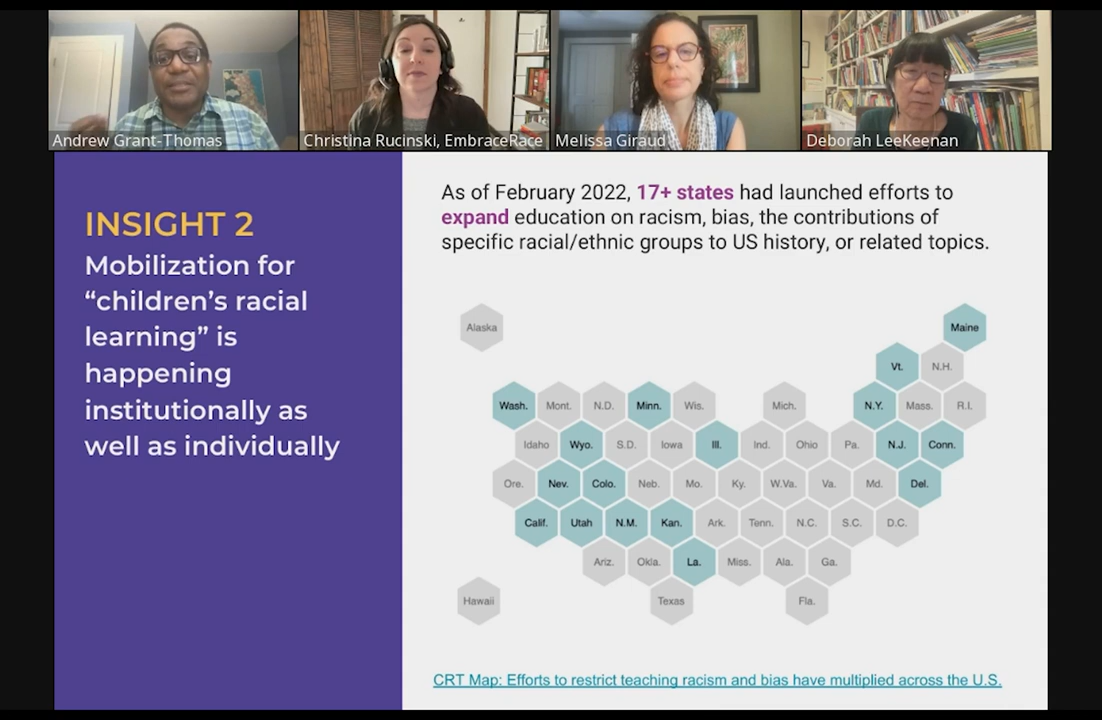 Andrew Grant-Thomas
Christina Rucinski, EmbraceRace
Melissa Giraud
Deborah LeeKeenan
INSIGHT 2
Mobilization for
“children’s racial
learning” is
happening
institutionally as
well as individually
As of February 2022, 17+ states had launched efforts to
expand education on racism, bias, the contributions of
specific racial/ethnic groups to US history, or related topics.
Alaska Maine
Vt. N.H.
Wash. Mont. N.D. Minn. Wis. Mich. N.Y. Mass. R.I.
Idaho Wyo. S.D. Iowa Ill. Ind. Ohio Pa. N.J. Conn.
Ore. Nev. Colo. Neb. Mo. Ky. W.Va. Va. Md. Del.
Calif. Utah N.M. Kan. Ark. Tenn. N.C. S.C. D.C.
Ariz. Okla. La. Miss. Ala. Ga.
Hawaii Texas Fla.
CRT Map: Efforts to restrict teaching racism and bias have multiplied across the U.S.